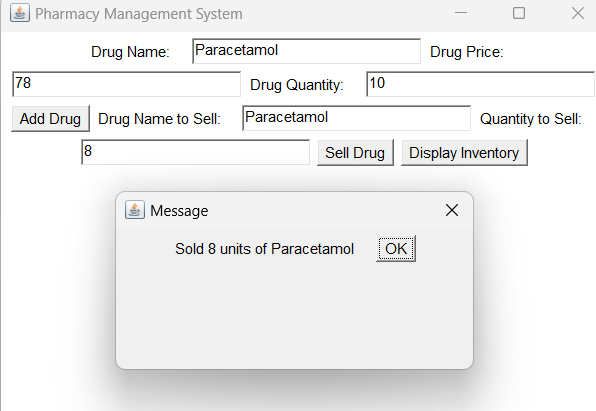 Pharmacy Management System
Drug Name: Paracetamol Drug Price:
78 Drug Quantity: 10
Add Drug Drug Name to Sell: Paracetamol Quantity to Sell:
8 Sell Drug Display Inventory
Message
Sold 8 units of Paracetamol OK